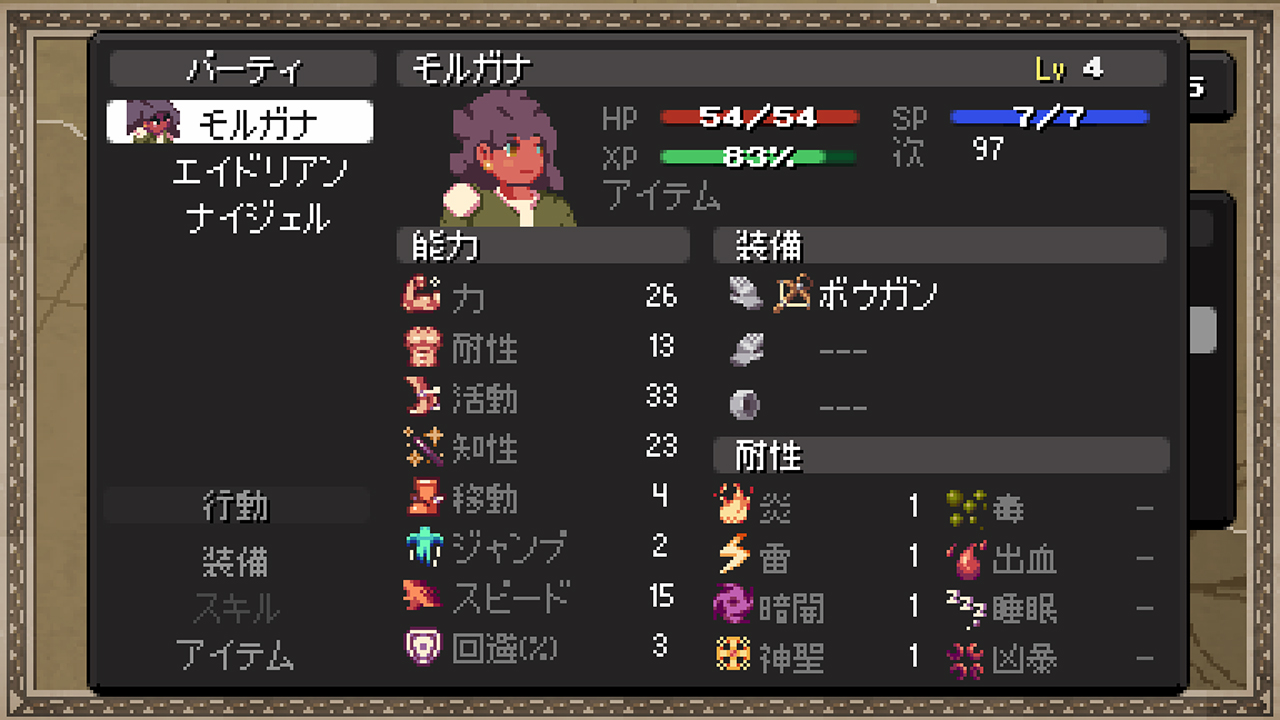 パーティ
モルガナ
エイドリアン
ナイジェル
行動
装備
スキル
アイテム
モルガナ Lv 4
HP 54/54 SP 7/7
XP 83% 次 97
アイテム
能力
力 26
耐性 13
活動 33
知性 23
移動 4
ジャンプ 2
スピード 15
回避(%) 3
装備
ボウガン
---
---
耐性
炎 1 毒 –
雷 1 出血 –
暗闇 1 睡眠 –
神聖 1 凶暴 –
5